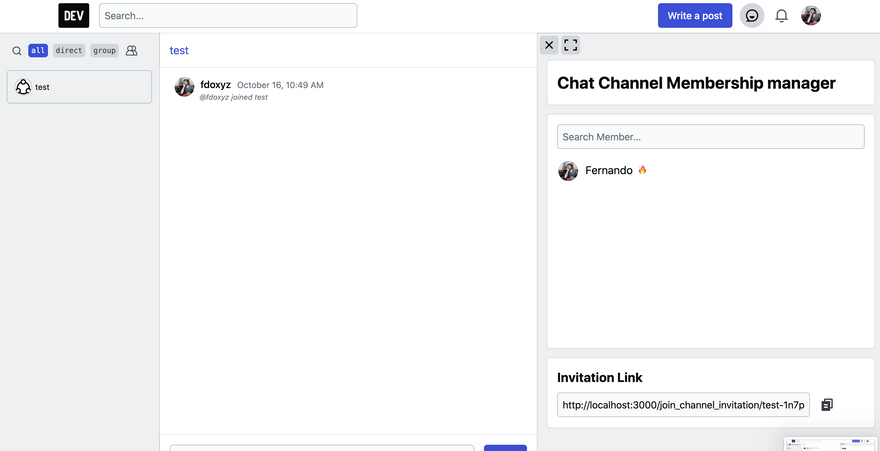 DEV
Search...
Write a post
all direct group
test
test
fdoxyz October 16, 10:49 AM
@fdoxyz joined test
Chat Channel Membership manager
Search Member...
Fernando 🔥
Invitation Link
http://localhost:3000/join_channel_invitation/test-1n7p